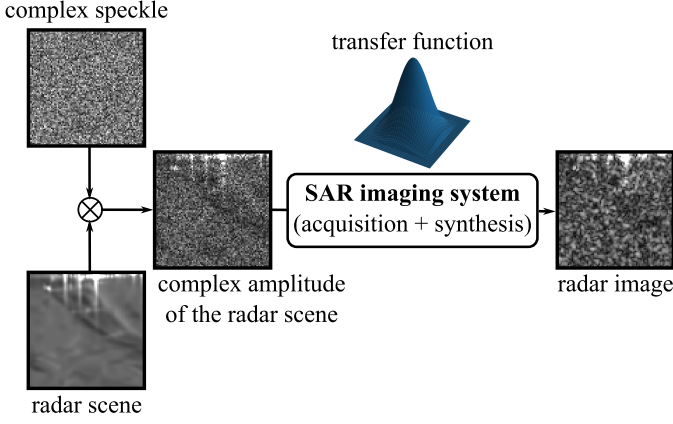 complex speckle
transfer function
SAR imaging system
(acquisition + synthesis)
complex amplitude
of the radar scene
radar image
radar scene